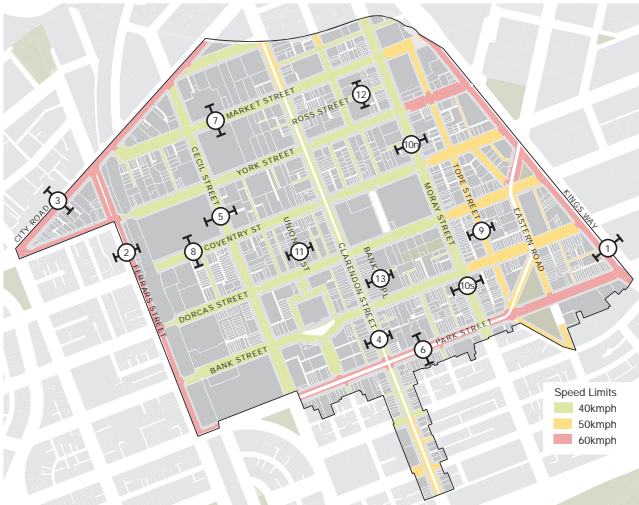 12
MARKET STREET
7
ROSS STREET
10n
YORK STREET
CECIL STREET
TOPE STREET
3
CITY ROAD
MORAY STREET
KINGS WAY
5
COVENTRY ST
UNION ST
9
EASTERN ROAD
1
2
8
11
CLARENDON STREET
BANK PL
13
FERRARS STREET
10s
DORCAS STREET
4
6
PARK STREET
BANK STREET
Speed Limits
40kmph
50kmph
60kmph